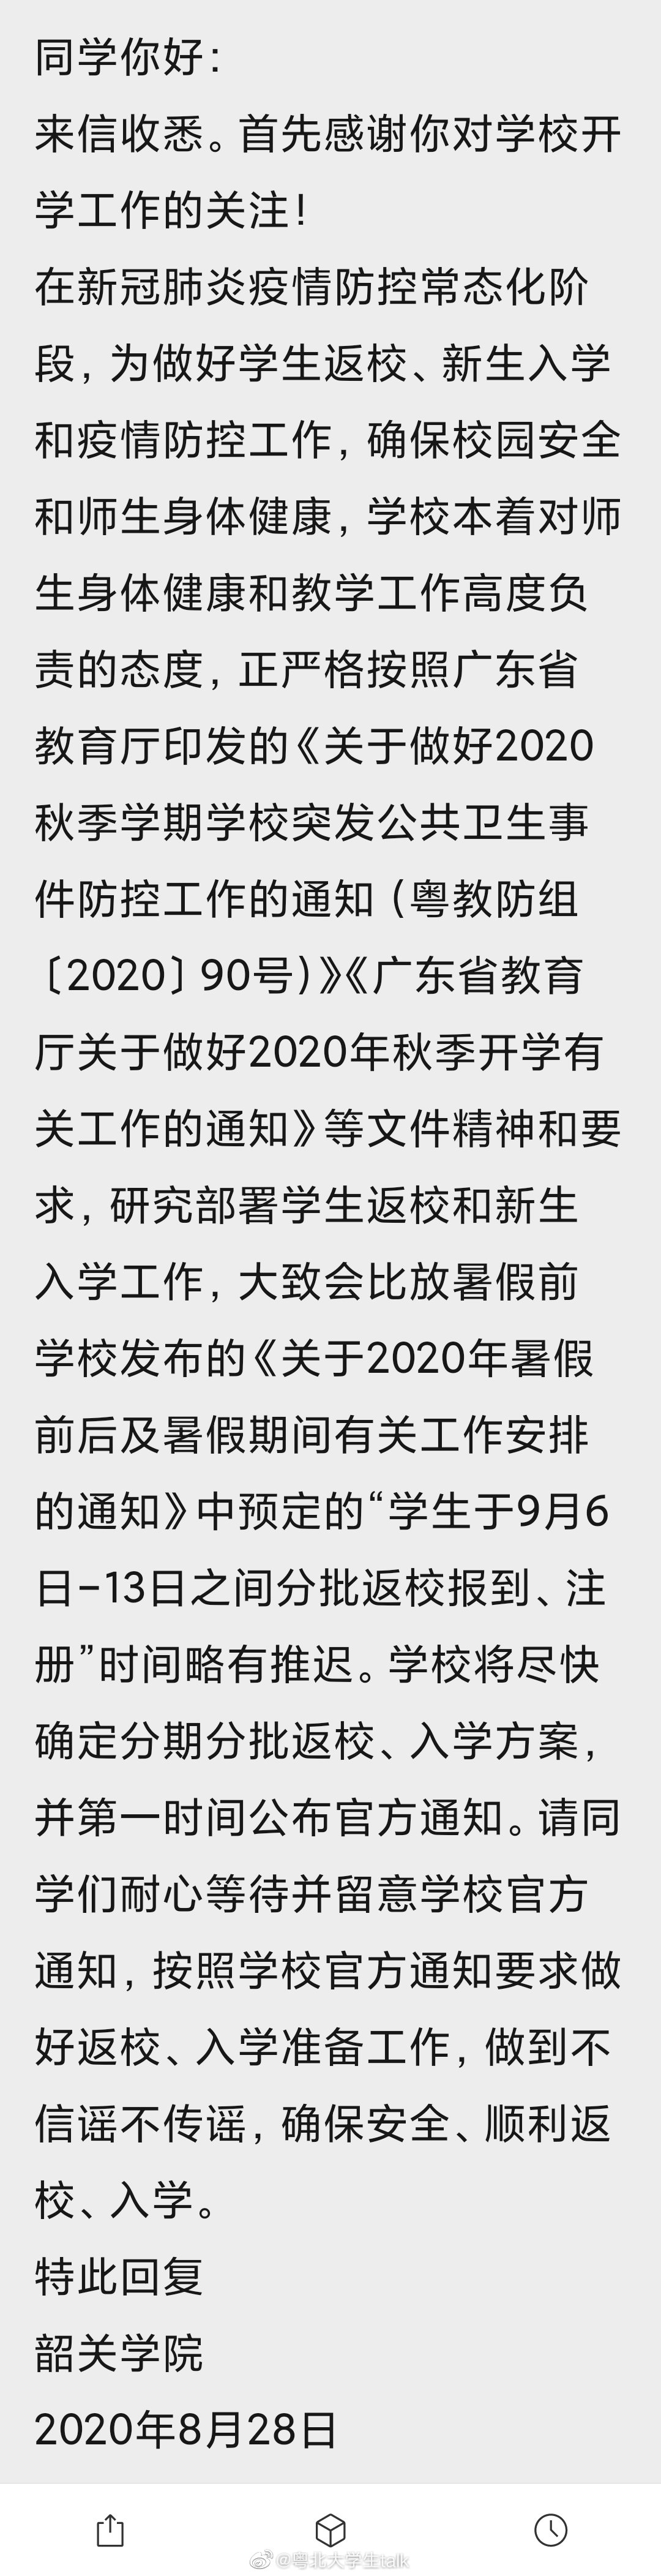 同学你好：
来信收悉。首先感谢你对学校开
学工作的关注！
在新冠肺炎疫情防控常态化阶
段，为做好学生返校、新生入学
和疫情防控工作，确保校园安全
和师生身体健康，学校本着对师
生身体健康和教学工作高度负
责的态度，正严格按照广东省
教育厅印发的《关于做好2020
秋季学期学校突发公共卫生事
件防控工作的通知（粤教防组
〔2020〕90号）》《广东省教育
厅关于做好2020年秋季开学有
关工作的通知》等文件精神和要
求，研究部署学生返校和新生
入学工作，大致会比放暑假前
学校发布的《关于2020年暑假
前后及暑假期间有关工作安排
的通知》中预定的“学生于9月6
日-13日之间分批返校报到、注
册”时间略有推迟。学校将尽快
确定分期分批返校、入学方案，
并第一时间公布官方通知。请同
学们耐心等待并留意学校官方
通知，按照学校官方通知要求做
好返校、入学准备工作，做到不
信谣不传谣，确保安全、顺利返
校、入学。
特此回复
韶关学院
2020年8月28日
@粤北大学生talk